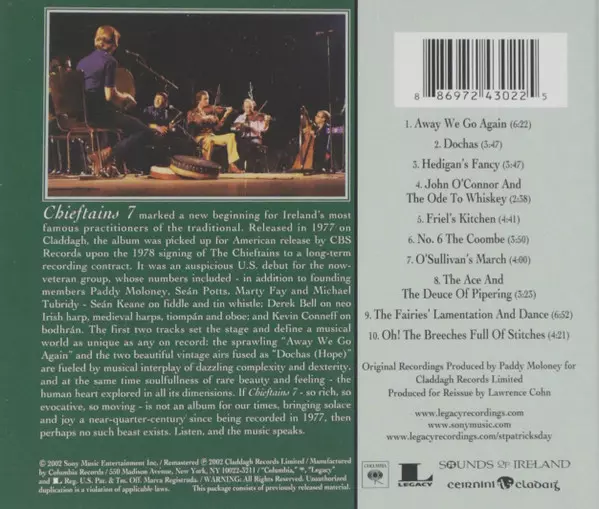 Chieftains 7 marked a new beginning for Ireland's most
famous practitioners of the traditional. Released in 1977 on
Claddagh, the album was picked up for American release by CBS
Records upon the 1978 signing of The Chieftains to a long-term
recording contract. It was an auspicious U.S. debut for the now-
veteran group, whose numbers included - in addition to founding
members Paddy Moloney, Seán Potts, Marty Fay and Michael
Tubridy - Seán Keane on fiddle and tin whistle; Derek Bell on neo
Irish harp, medieval harps, tiompán and oboe; and Kevin Conneff on
bodhrán. The first two tracks set the stage and define a musical
world as unique as any on record: the sprawling "Away We Go
Again" and the two beautiful vintage airs fused as "Dochas (Hope)"
are fueled by musical interplay of dazzling complexity and dexterity,
and at the same time soulfullness of rare beauty and feeling - the
human heart explored in all its dimensions. If Chieftains 7 - so rich, so
evocative, so moving - is not an album for our times, bringing solace
and joy a near-quarter-century since being recorded in 1977, then
perhaps no such beast exists. Listen, and the music speaks.
© 2002 Sony Music Entertainment Inc. / Remastered ℗ 2002 Claddagh Records Limited / Manufactured
by Columbia Records / 550 Madison Avenue, New York, NY 10022-3211 / "Columbia," "Legacy"
and L Reg. U.S. Pat. & Tm. Off. Marca Registrada. / WARNING: All Rights Reserved. Unauthorized
duplication is a violation of applicable laws. This package consists of previously released material.
8 86972 43022 5
1. Away We Go Again (6:22)
2. Dochas (3:47)
3. Hedigan's Fancy (3:47)
4. John O'Connor And
The Ode To Whiskey (2:38)
5. Friel's Kitchen (4:41)
6. No. 6 The Coombe (3:50)
7. O'Sullivan's March (4:00)
8. The Ace And
The Deuce Of Pipering (3:23)
9. The Fairies' Lamentation And Dance (6:52)
10. Oh! The Breeches Full Of Stitches (4:21)
Original Recordings Produced by Paddy Moloney for
Claddagh Records Limited
Produced for Reissue by Lawrence Cohn
www.legacyrecordings.com
www.sonymusic.com
www.legacyrecordings.com/stpatricksday
COLUMBIA
LEGACY
SOUNDS OF IRELAND
ceirníní cladaig